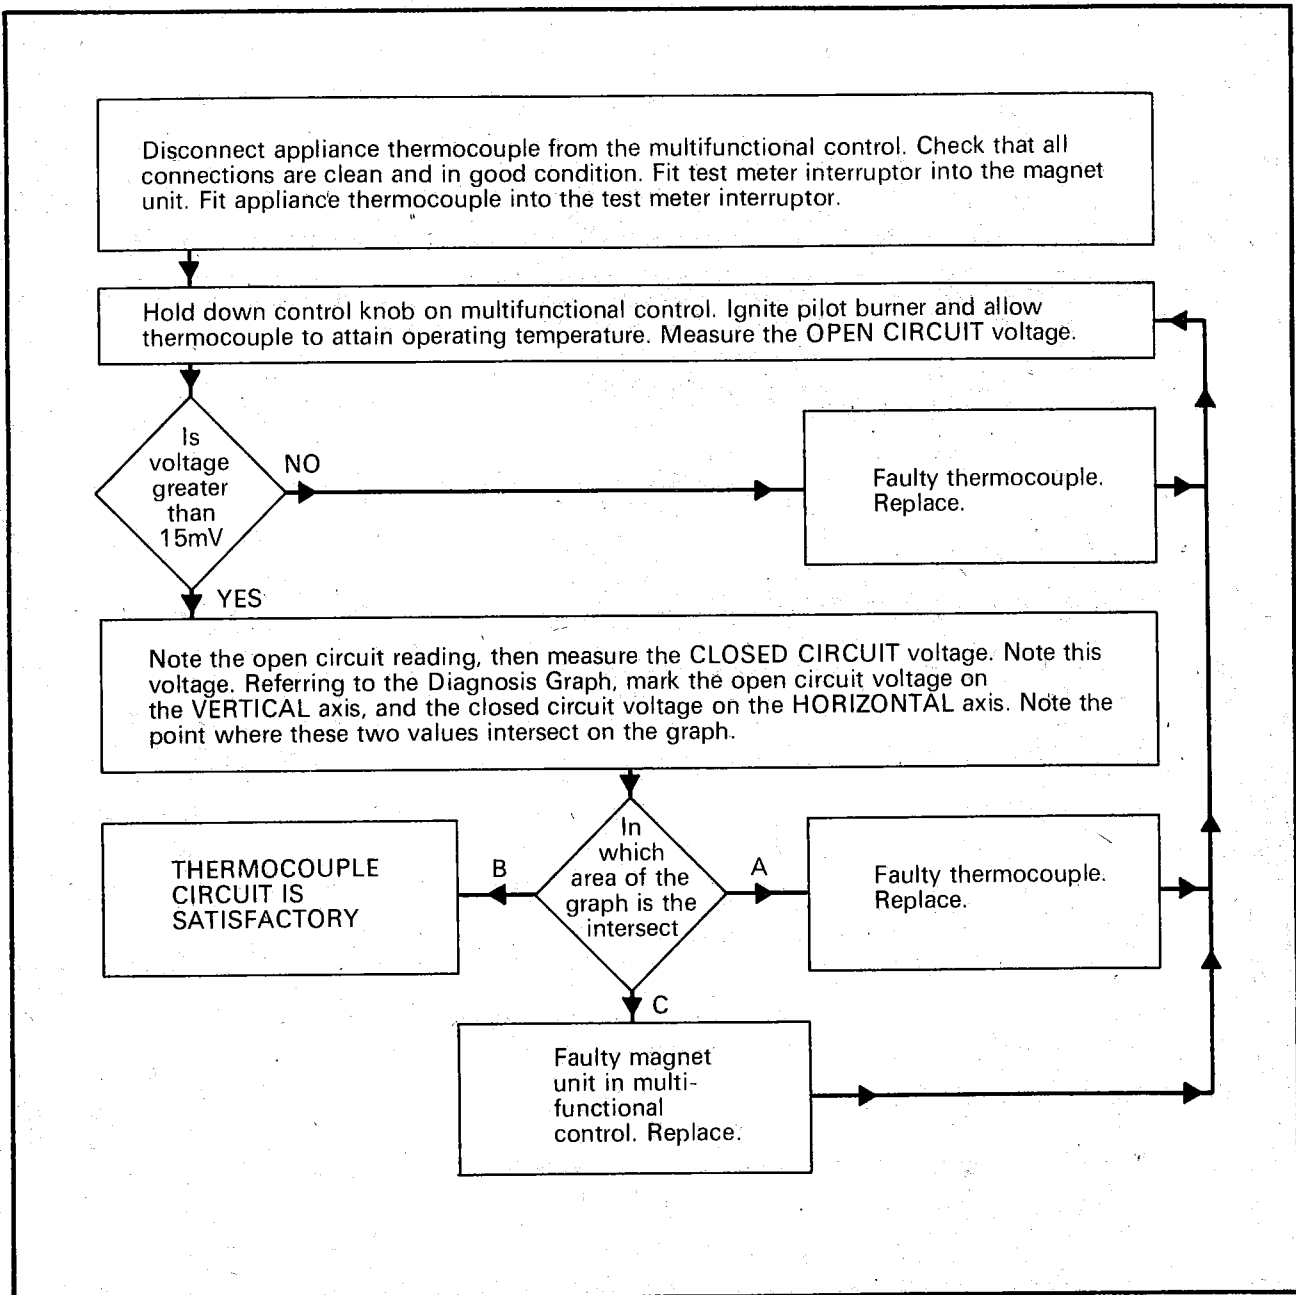 Disconnect appliance thermocouple from the multifunctional control. Check that all
connections are clean and in good condition. Fit test meter interruptor into the magnet
unit. Fit appliance thermocouple into the test meter interruptor.
Hold down control knob on multifunctional control. Ignite pilot burner and allow
thermocouple to attain operating temperature. Measure the OPEN CIRCUIT voltage.
Is
voltage
greater
than
15mV
NO
Faulty thermocouple.
Replace.
YES
Note the open circuit reading, then measure the CLOSED CIRCUIT voltage. Note this
voltage. Referring to the Diagnosis Graph, mark the open circuit voltage on
the VERTICAL axis, and the closed circuit voltage on the HORIZONTAL axis. Note the
point where these two values intersect on the graph.
In
which
area of the
graph is the
intersect
B
THERMOCOUPLE
CIRCUIT IS
SATISFACTORY
A
Faulty thermocouple.
Replace.
C
Faulty magnet
unit in multi-
functional
control. Replace.